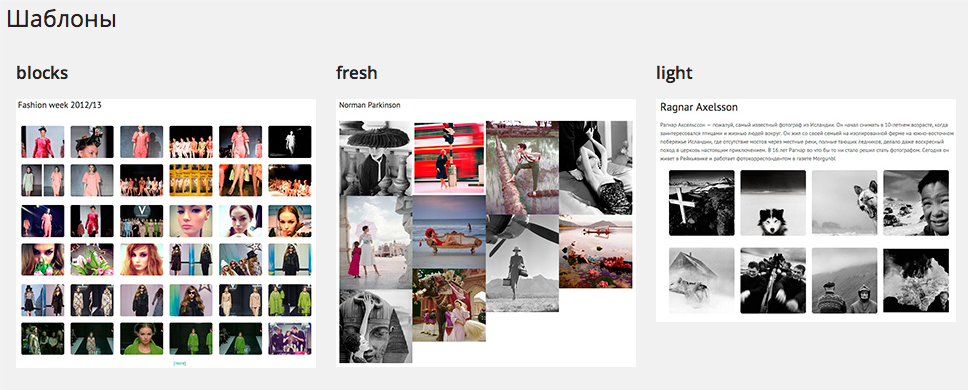 Шаблоны
blocks
fresh
light
Fashion week 2012/13
(more)
Norman Parkinson
Ragnar Axelsson
Рагнар Аксельссон — пожалуй, самый известный фотограф из Исландии. Он начал снимать в 10-летнем возрасте, когда
заинтересовался птицами и жизнью людей вокруг. Он жил со своей семьей на изолированной ферме на южно-восточном
побережье Исландии, где отсутствие мостов через местные реки, полные тающих ледников, делало даже воскресный
поход в церковь настоящим приключением. В 16 лет Рагнар во что бы то ни стало решил стать фотографом. Сегодня он
живет в Рейкьявике и работает фотокорреспондентом в газете Morgunbl